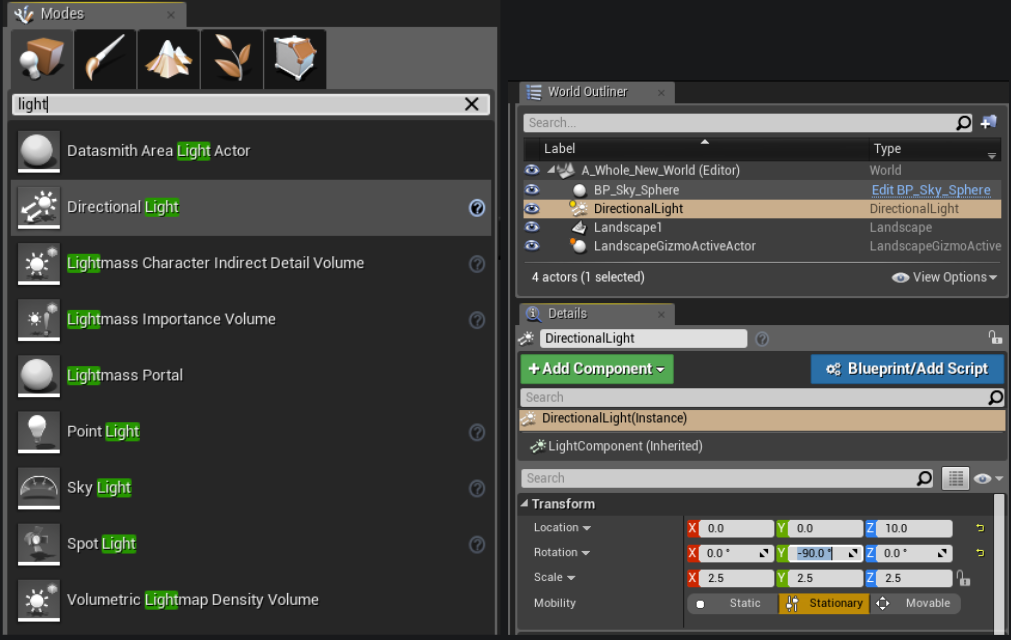 Modes
light
Datasmith Area Light Actor
Directional Light
Lightmass Character Indirect Detail Volume
Lightmass Importance Volume
Lightmass Portal
Point Light
Sky Light
Spot Light
Volumetric Lightmap Density Volume
World Outliner
Search...
Label Type
A_Whole_New_World (Editor) World
BP_Sky_Sphere Edit BP_Sky_Sphere
DirectionalLight DirectionalLight
Landscape1 Landscape
LandscapeGizmoActiveActor LandscapeGizmoActive
4 actors (1 selected) View Options
Details
DirectionalLight
+Add Component Blueprint/Add Script
Search
DirectionalLight(Instance)
LightComponent (Inherited)
Search
Transform
Location X 0.0 Y 0.0 Z 10.0
Rotation X 0.0 ° Y -90.0 ° Z 0.0 °
Scale X 2.5 Y 2.5 Z 2.5
Mobility Static Stationary Movable